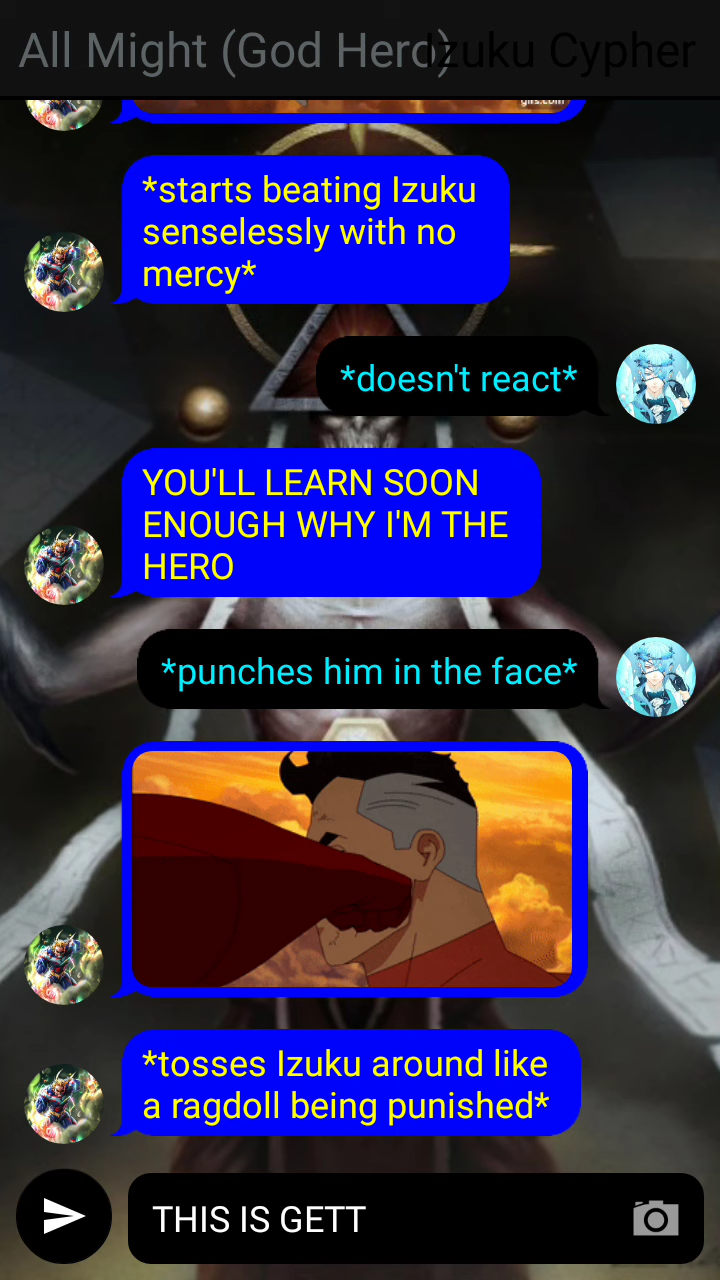 All Might (God Hero) Izuku Cypher
gifs.com
*starts beating Izuku
senselessly with no
mercy*
*doesn't react*
YOU'LL LEARN SOON
ENOUGH WHY I'M THE
HERO
*punches him in the face*
*tosses Izuku around like
a ragdoll being punished*
THIS IS GETT